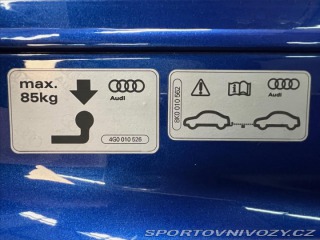 max.
85kg
Audi
4G0 010 526
8K0 010 562
Audi
SPORTOVNIVOZY.CZ